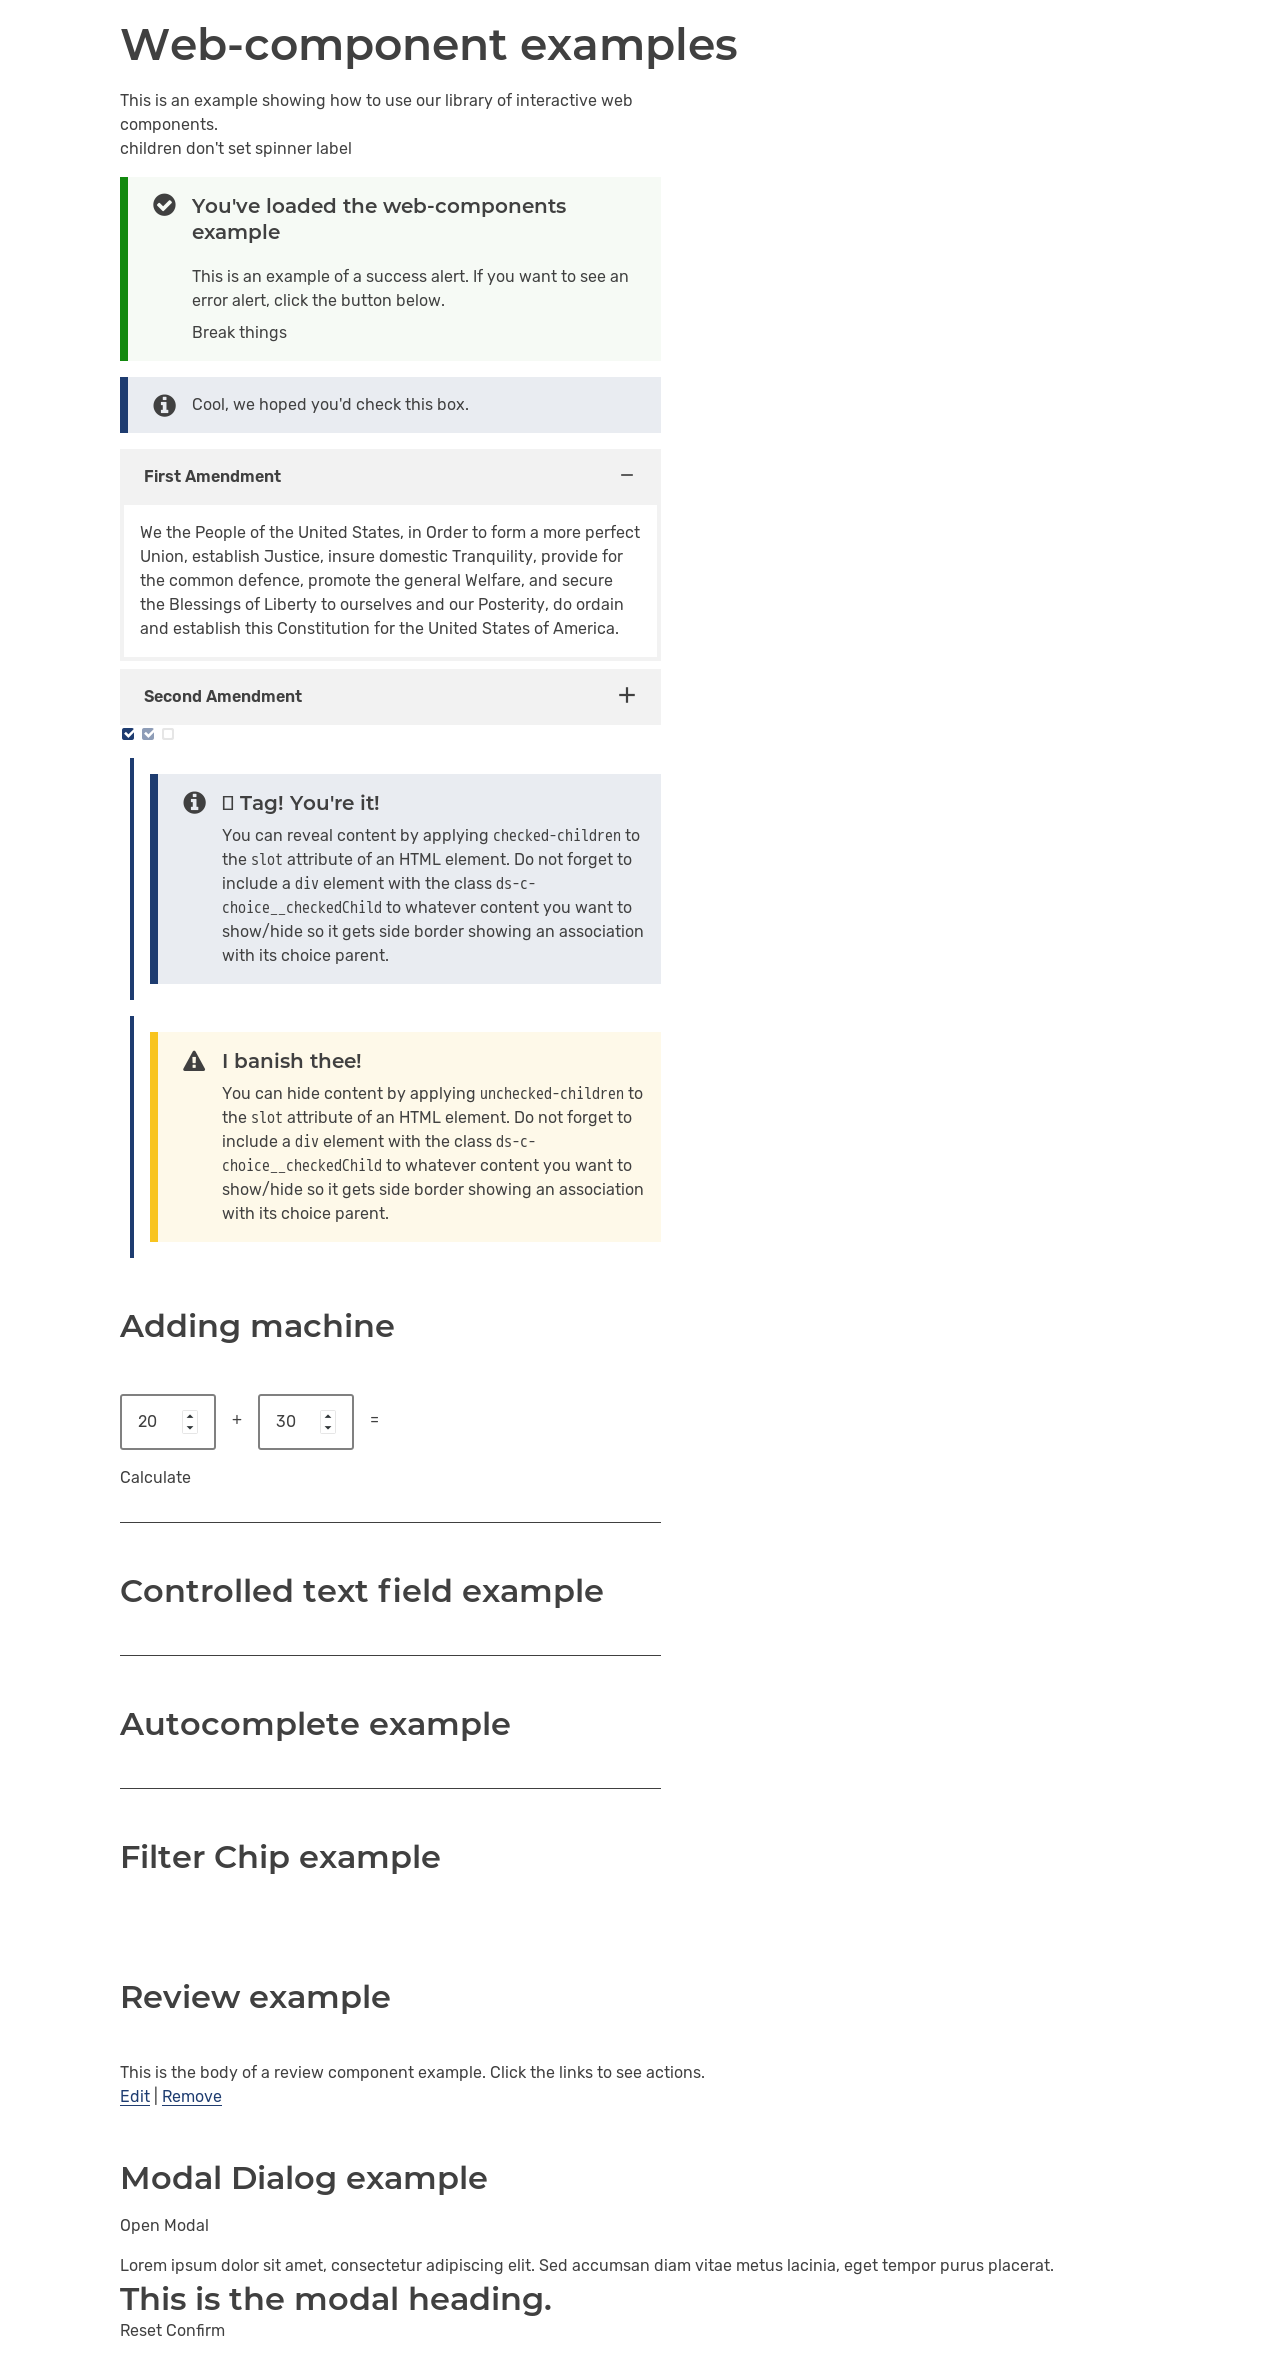 Web-component examples
This is an example showing how to use our library of interactive web
components.
children don't set spinner label
You've loaded the web-components
example
This is an example of a success alert. If you want to see an
error alert, click the button below.
Break things
Cool, we hoped you'd check this box.
First Amendment
We the People of the United States, in Order to form a more perfect
Union, establish Justice, insure domestic Tranquility, provide for
the common defence, promote the general Welfare, and secure
the Blessings of Liberty to ourselves and our Posterity, do ordain
and establish this Constitution for the United States of America.
Second Amendment
Tag! You're it!
You can reveal content by applying checked-children to
the slot attribute of an HTML element. Do not forget to
include a div element with the class ds-c-
choice__checkedChild to whatever content you want to
show/hide so it gets side border showing an association
with its choice parent.
I banish thee!
You can hide content by applying unchecked-children to
the slot attribute of an HTML element. Do not forget to
include a div element with the class ds-c-
choice__checkedChild to whatever content you want to
show/hide so it gets side border showing an association
with its choice parent.
Adding machine
20 + 30 =
Calculate
Controlled text field example
Autocomplete example
Filter Chip example
Review example
This is the body of a review component example. Click the links to see actions.
Edit | Remove
Modal Dialog example
Open Modal
Lorem ipsum dolor sit amet, consectetur adipiscing elit. Sed accumsan diam vitae metus lacinia, eget tempor purus placerat.
This is the modal heading.
Reset Confirm